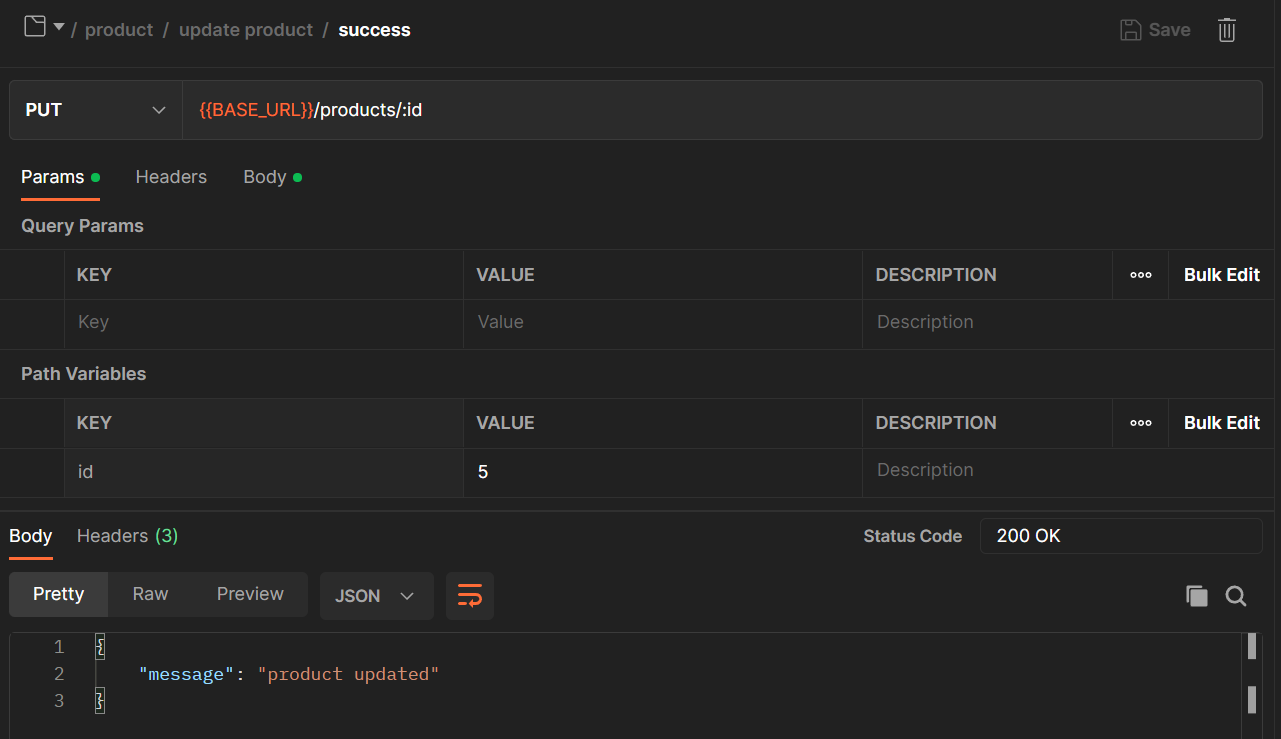 / product / update product / success Save
PUT {{BASE_URL}}/products/:id
Params Headers Body
Query Params
KEY VALUE DESCRIPTION ooo Bulk Edit
Key Value Description
Path Variables
KEY VALUE DESCRIPTION ooo Bulk Edit
id 5 Description
Body Headers (3) Status Code 200 OK
Pretty Raw Preview JSON
1 {
2 "message": "product updated"
3 }